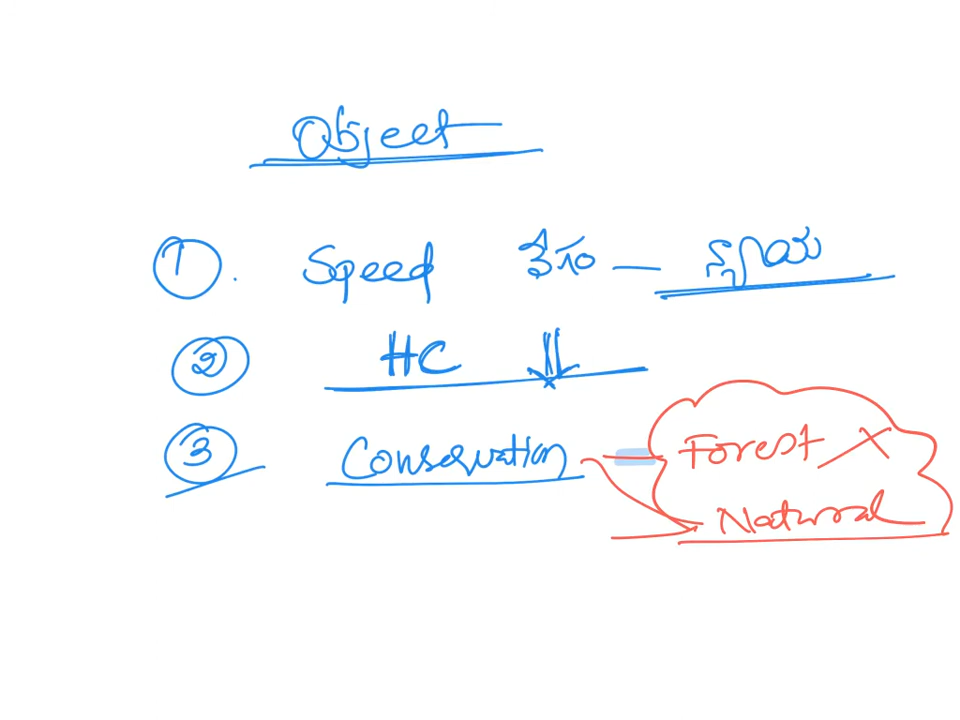 Object
1. Speed వేగం — న్యాయ
2 HC ↓
3 Conservation — Forest X
Natural